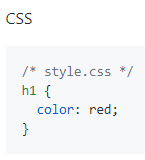 CSS
/* style.css */
h1 {
  color: red;
}